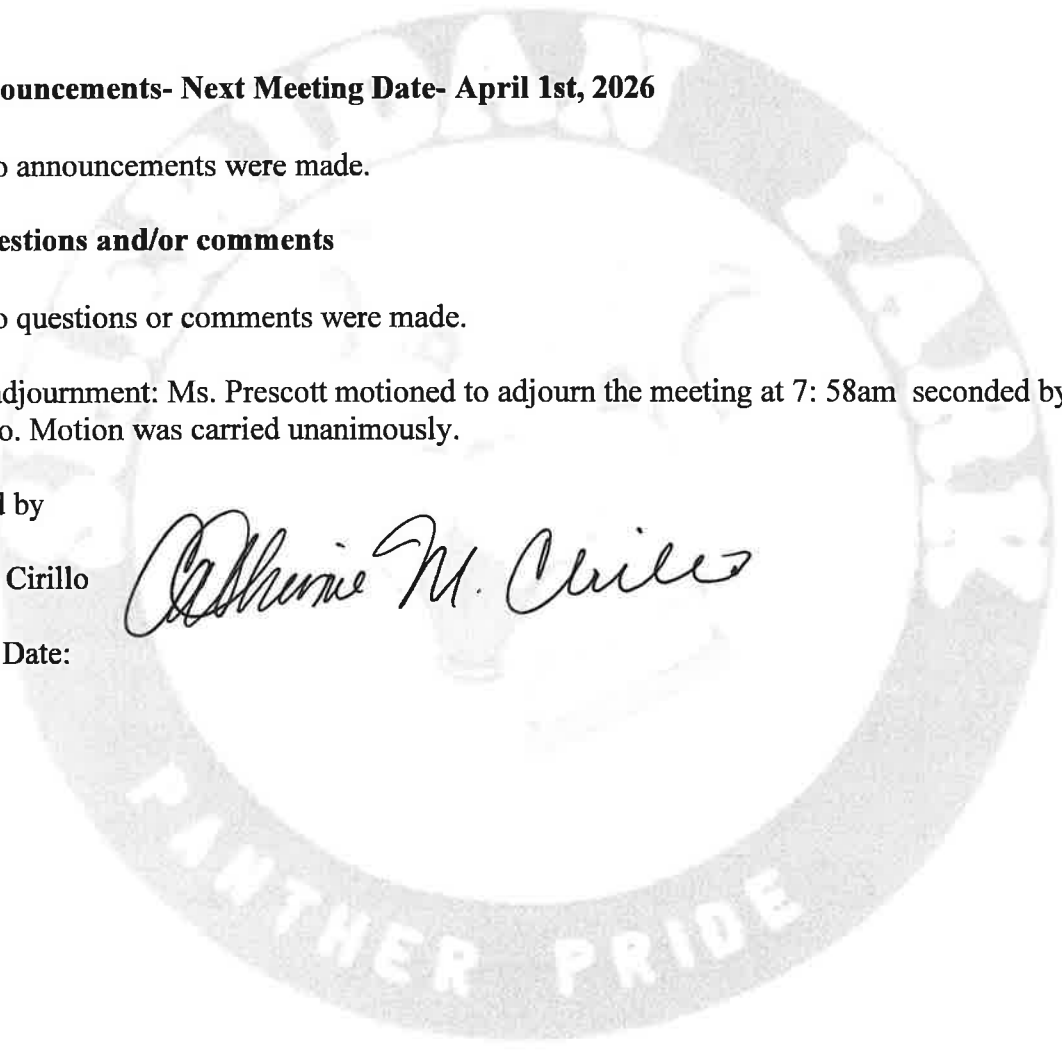 ouncements- Next Meeting Date- April 1st, 2026
o announcements were made.
estions and/or comments
o questions or comments were made.
djournment: Ms. Prescott motioned to adjourn the meeting at 7: 58am seconded by
o. Motion was carried unanimously.
l by
Cirillo Catherine M. Cirillo
Date:
SHERIDAN PARK
PANTHER PRIDE